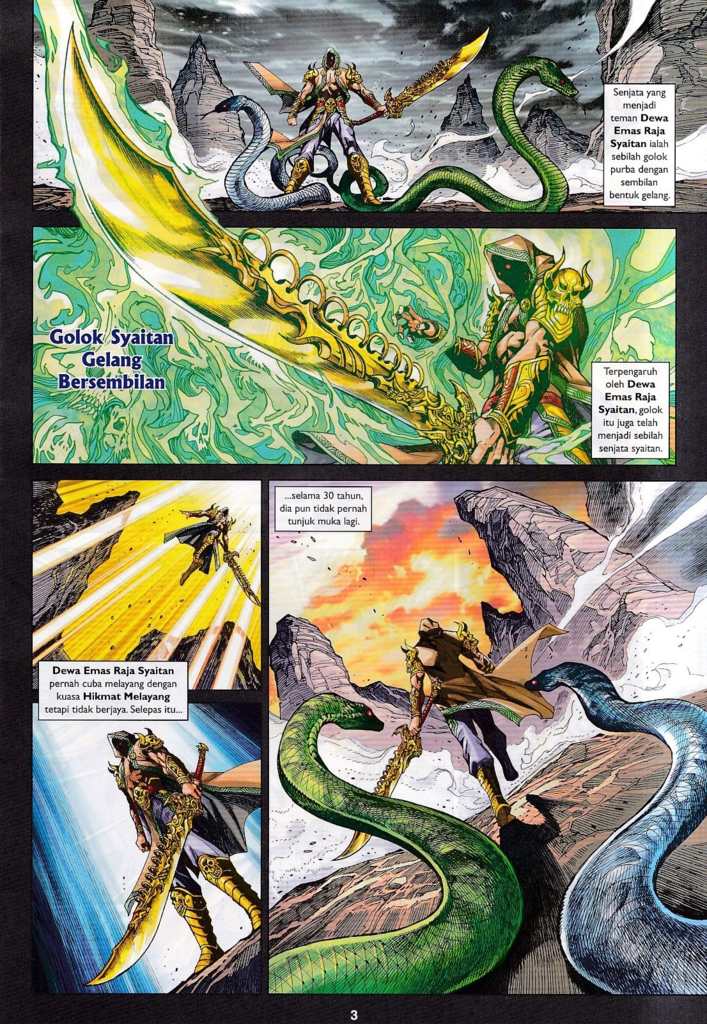 Senjata yang
menjadi
teman Dewa
Emas Raja
Syaitan ialah
sebilah golok
purba dengan
sembilan
bentuk gelang.
Golok Syaitan
Gelang
Bersembilan
Terpengaruh
oleh Dewa
Emas Raja
Syaitan, golok
itu juga telah
menjadi sebilah
senjata syaitan.
Dewa Emas Raja Syaitan
pernah cuba melayang dengan
kuasa Hikmat Melayang
tetapi tidak berjaya. Selepas itu...
...selama 30 tahun,
dia pun tidak pernah
tunjuk muka lagi.
3